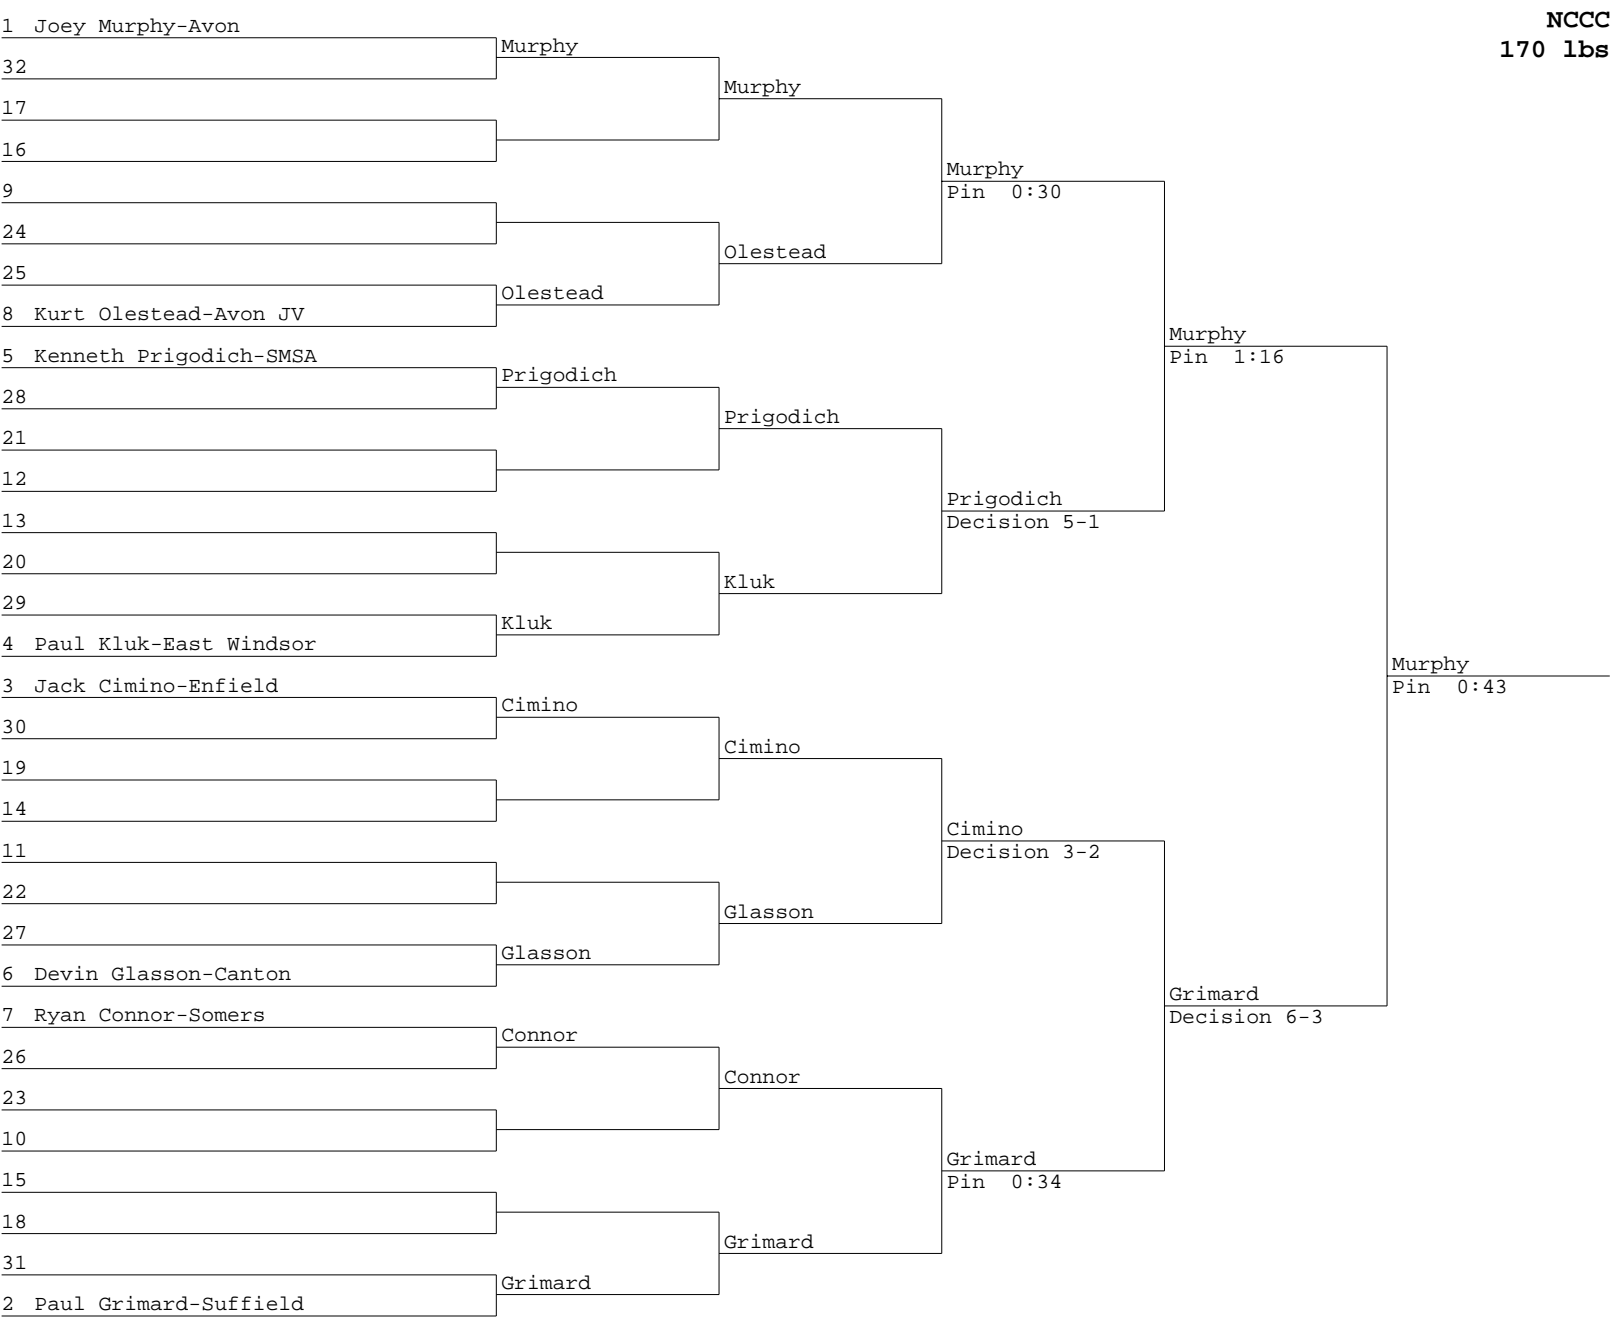 NCCC
170 lbs
1 Joey Murphy-Avon
32
17
16
9
24
25
8 Kurt Olestead-Avon JV
5 Kenneth Prigodich-SMSA
28
21
12
13
20
29
4 Paul Kluk-East Windsor
3 Jack Cimino-Enfield
30
19
14
11
22
27
6 Devin Glasson-Canton
7 Ryan Connor-Somers
26
23
10
15
18
31
2 Paul Grimard-Suffield
Murphy
Olestead
Prigodich
Kluk
Cimino
Glasson
Connor
Grimard
Murphy
Olestead
Prigodich
Kluk
Cimino
Glasson
Connor
Grimard
Murphy
Pin 0:30
Prigodich
Decision 5-1
Cimino
Decision 3-2
Grimard
Pin 0:34
Murphy
Pin 1:16
Grimard
Decision 6-3
Murphy
Pin 0:43